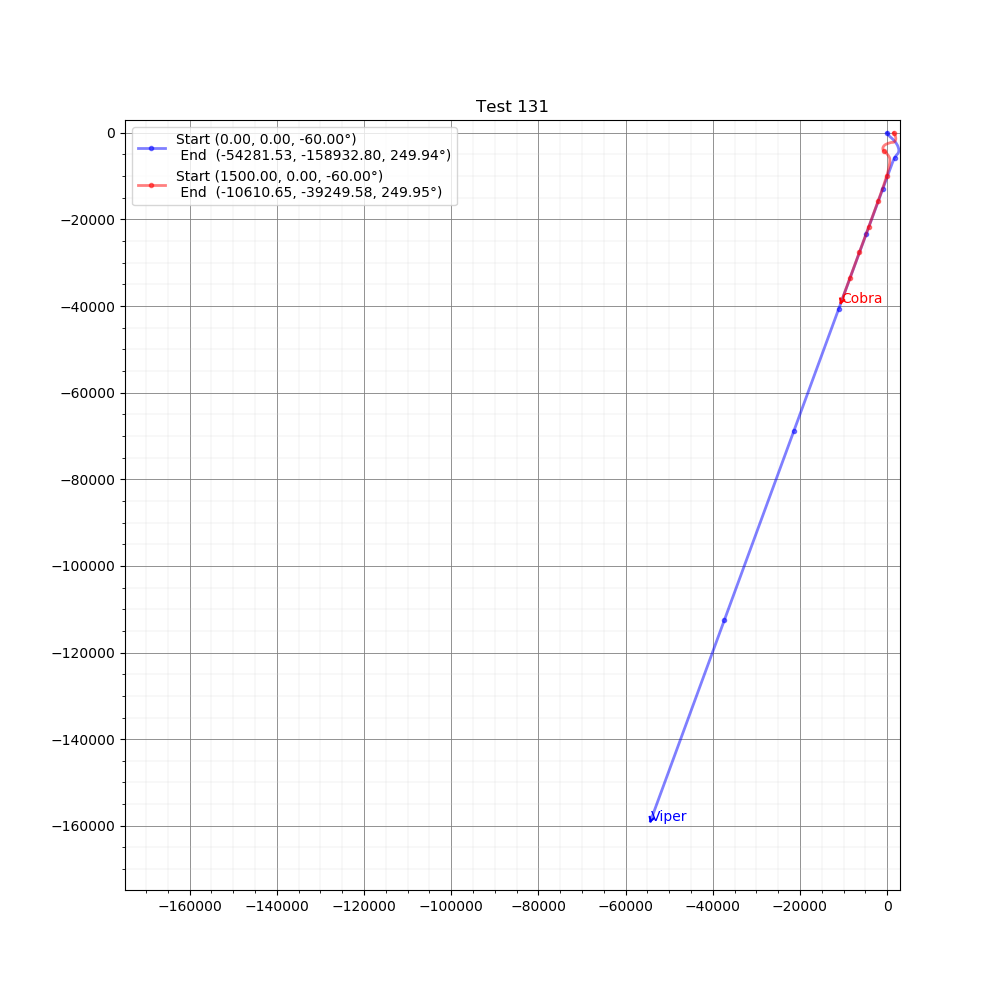 Test 131
Start (0.00, 0.00, -60.00°)
End (-54281.53, -158932.80, 249.94°)
Start (1500.00, 0.00, -60.00°)
End (-10610.65, -39249.58, 249.95°)
0
−20000
−40000
−60000
−80000
−100000
−120000
−140000
−160000
Cobra
Viper
−160000 −140000 −120000 −100000 −80000 −60000 −40000 −20000 0